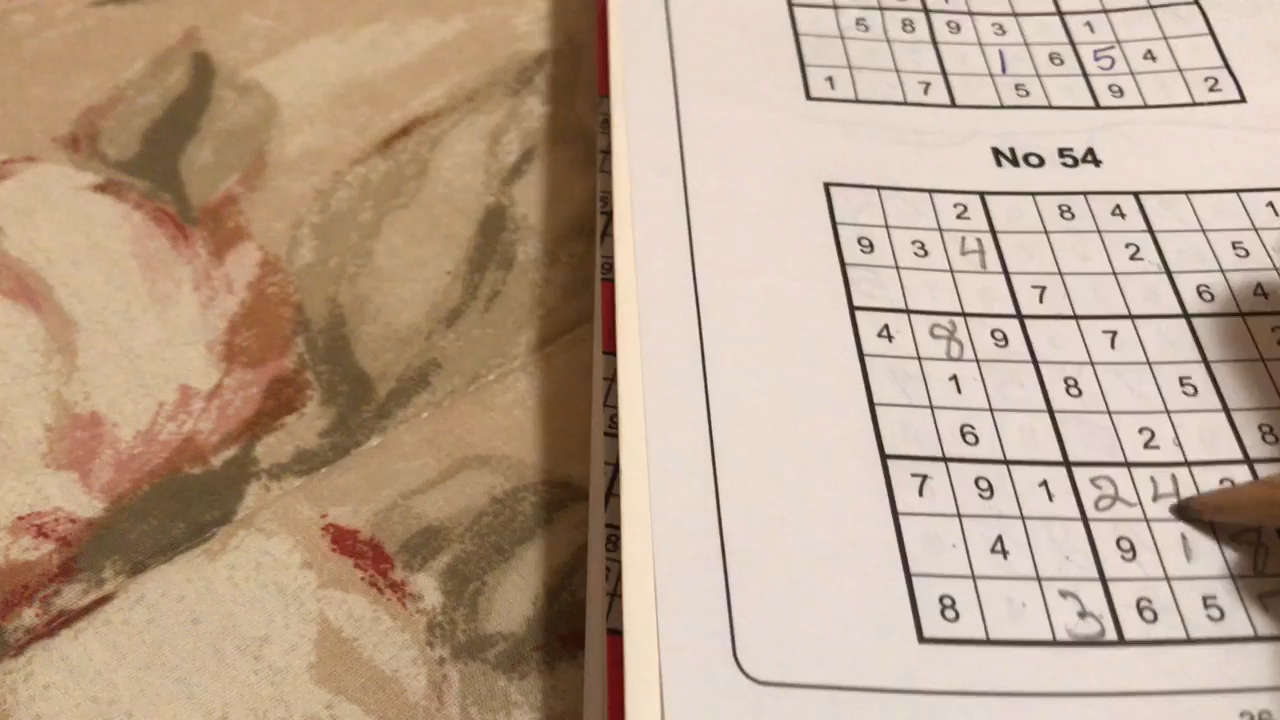 5 8 9 3 1
1 6 5 4
1 7 5 9 2
No 54
2 8 4 1
9 3 4 2 5
7 6 4
4 8 9 7
1 8 5
6 2 8
7 9 1 2 4
4 9 1 8
8 3 6 5